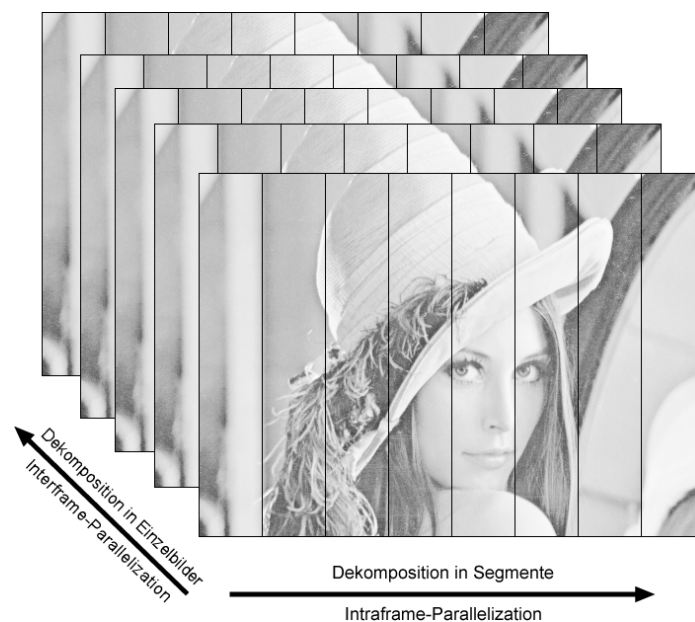 Dekomposition in Einzelbilder
Interframe-Parallelization
Dekomposition in Segmente
Intraframe-Parallelization